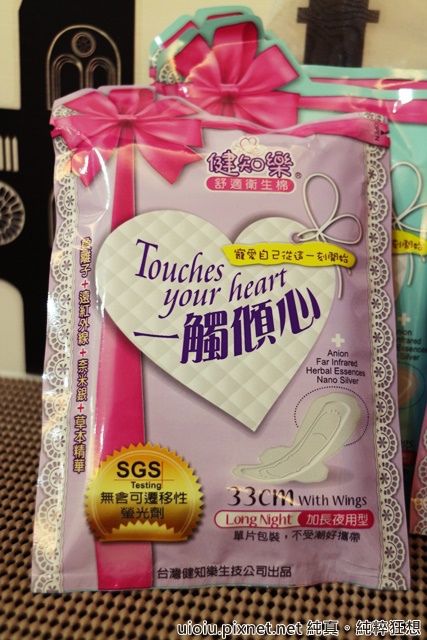 健知樂®
舒適衛生棉
寵愛自己從這一刻開始
Touches
your heart
一觸傾心
負離子+遠紅外線+奈米銀+草本精華
+
Anion
Far Infrared
Herbal Essences
Nano Silver
SGS
Testing
無含可遷移性
螢光劑
33cm With Wings
Long Night 加長夜用型
單片包裝，不受潮好攜帶
台灣健知樂生技公司出品
刻開始
uioiu.pixnet.net 純真。純粹狂想